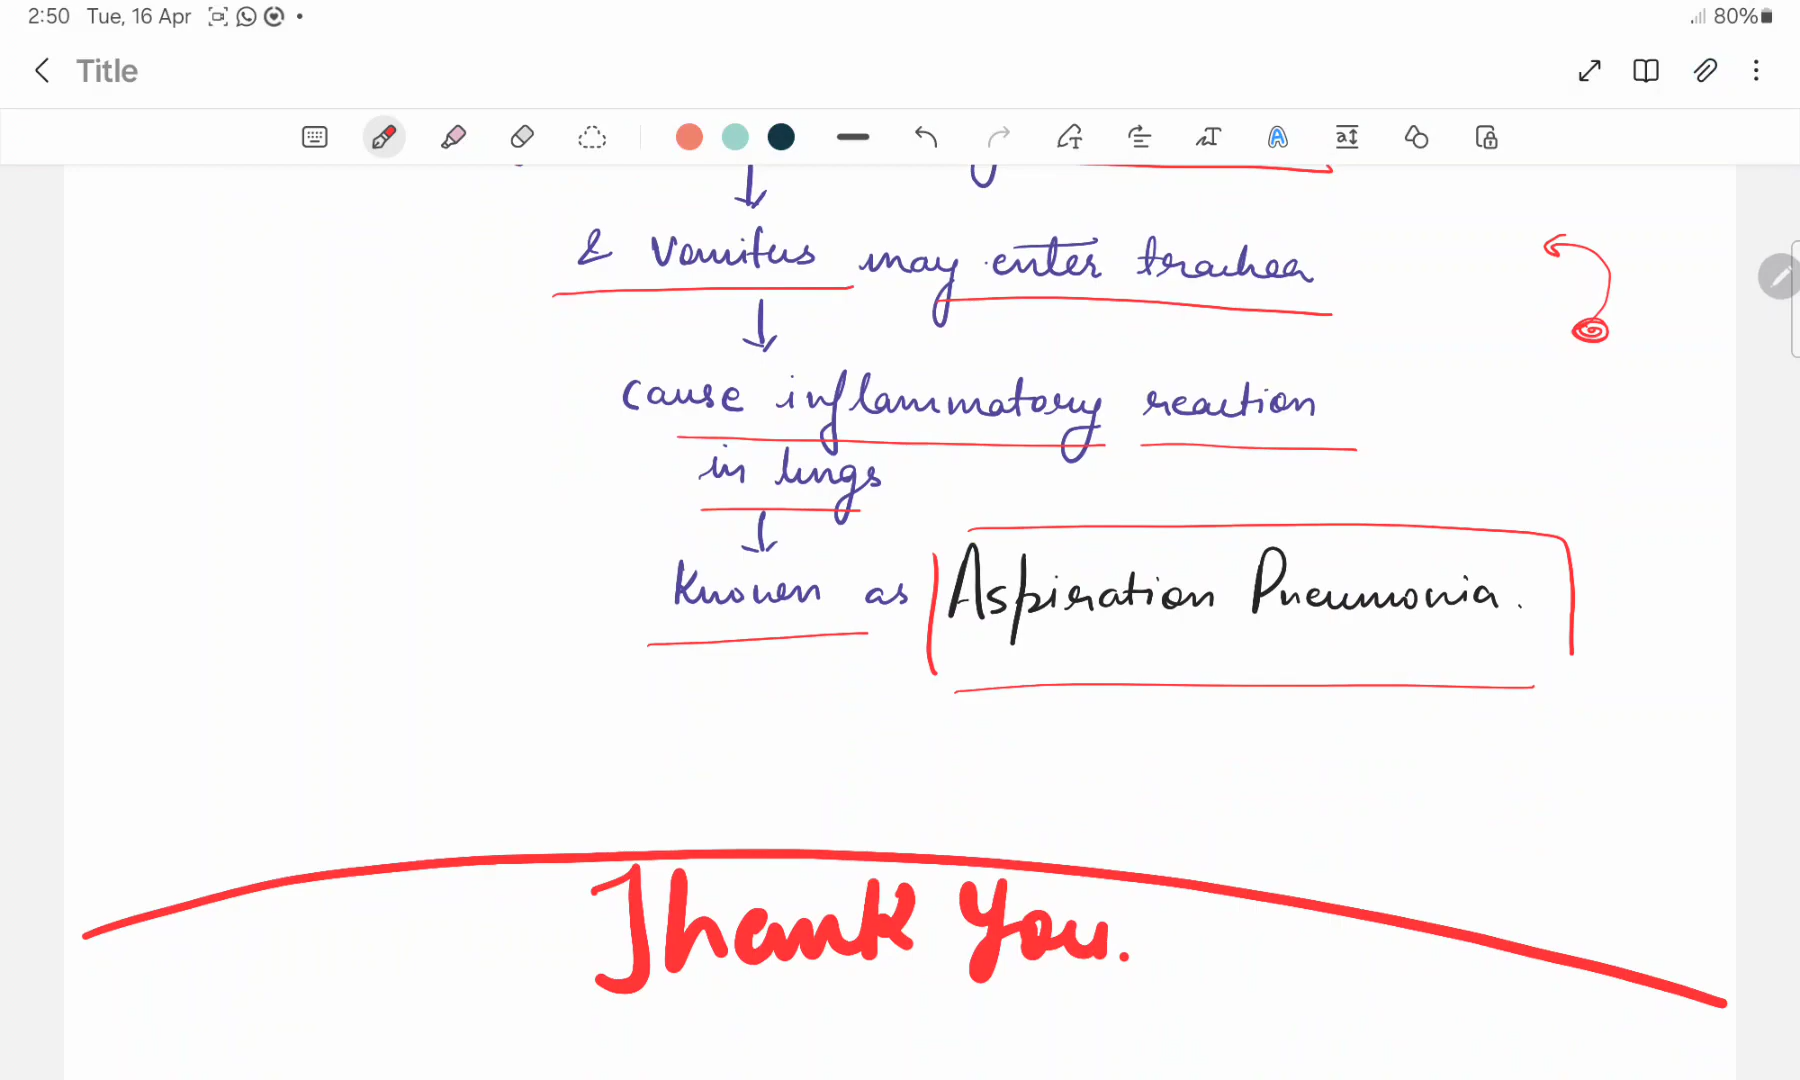 2:50 Tue, 16 Apr 80%
Title
& Vomitus may enter trachea
cause inflammatory reaction
in lungs
Known as Aspiration Pneumonia.
Thank You.